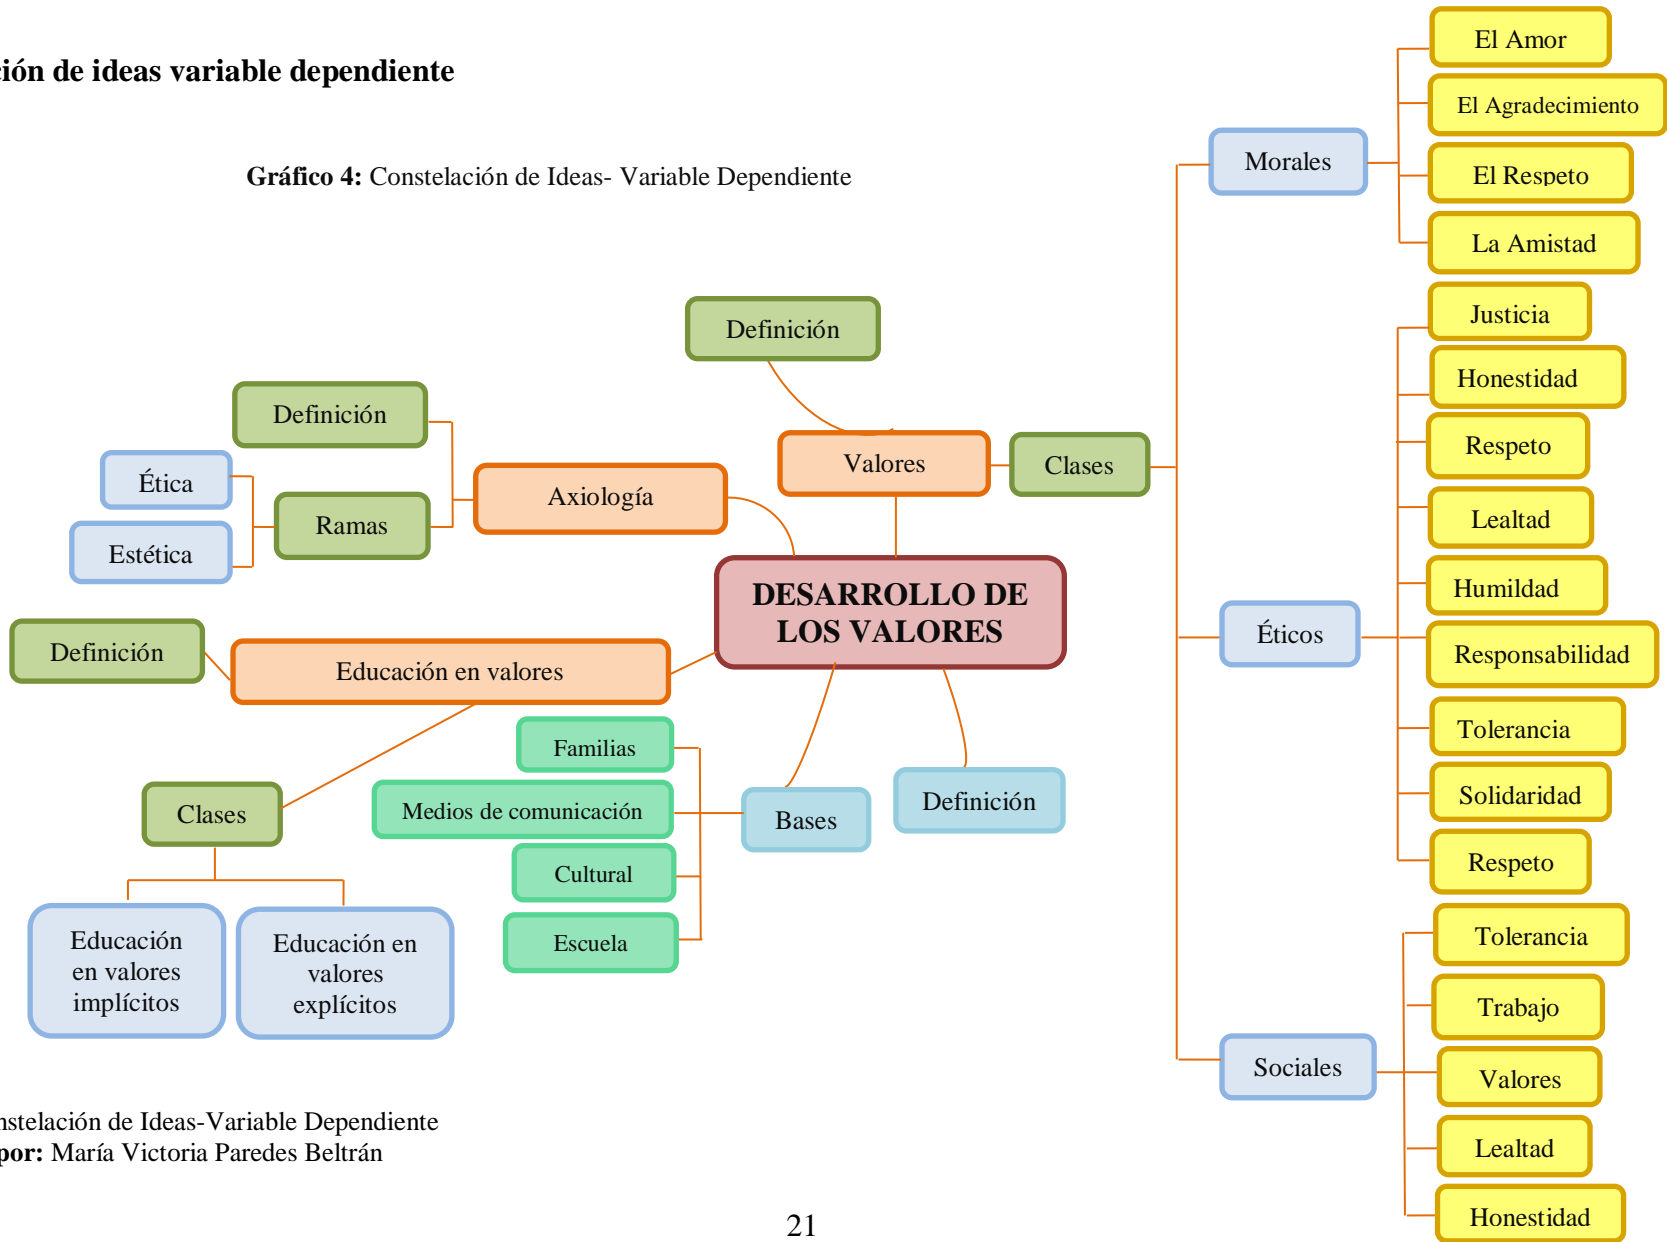 ción de ideas variable dependiente
Gráfico 4: Constelación de Ideas- Variable Dependiente
El Amor
El Agradecimiento
Morales
El Respeto
La Amistad
Definición
Justicia
Honestidad
Definición
Valores
Clases
Respeto
Ética
Axiología
Ramas
Estética
Lealtad
DESARROLLO DE
LOS VALORES
Humildad
Éticos
Definición
Educación en valores
Responsabilidad
Tolerancia
Familias
Medios de comunicación
Bases
Definición
Clases
Solidaridad
Cultural
Respeto
Escuela
Educación
en valores
implícitos
Educación en
valores
explícitos
Tolerancia
Trabajo
Sociales
Valores
Lealtad
Honestidad
nstelación de Ideas-Variable Dependiente
por: María Victoria Paredes Beltrán
21